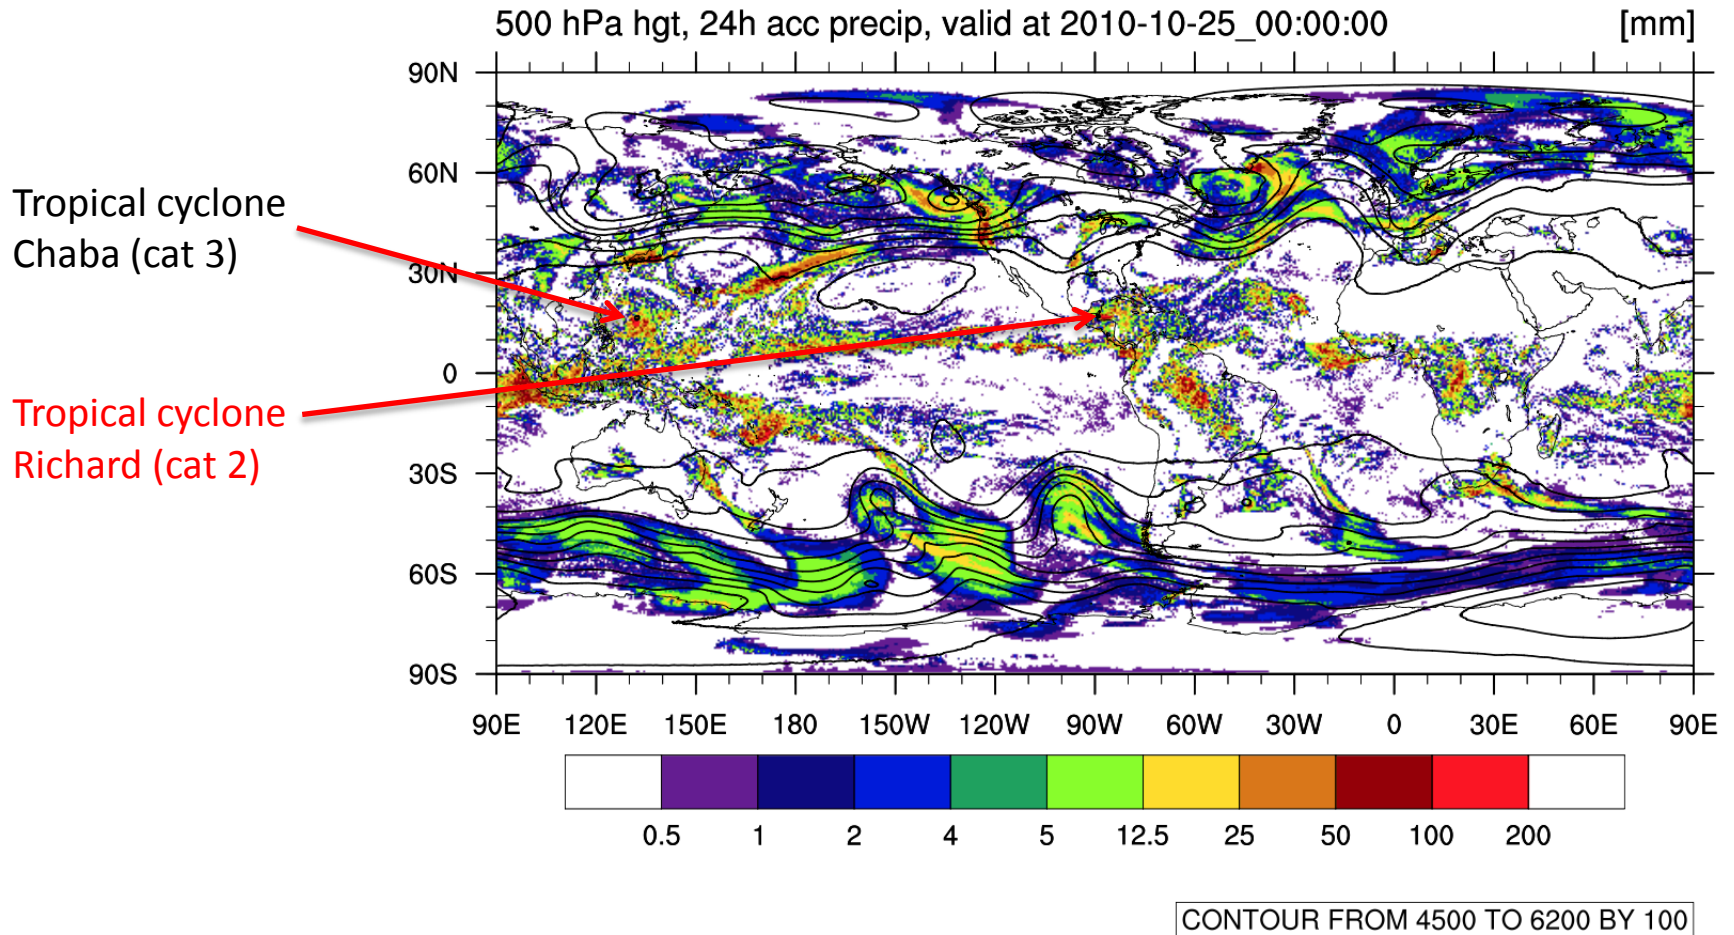 500 hPa hgt, 24h acc precip, valid at 2010-10-25_00:00:00 [mm]
90N
60N
30N
0
30S
60S
90S
Tropical cyclone
Chaba (cat 3)
Tropical cyclone
Richard (cat 2)
90E 120E 150E 180 150W 120W 90W 60W 30W 0 30E 60E 90E
0.5 1 2 4 5 12.5 25 50 100 200
CONTOUR FROM 4500 TO 6200 BY 100